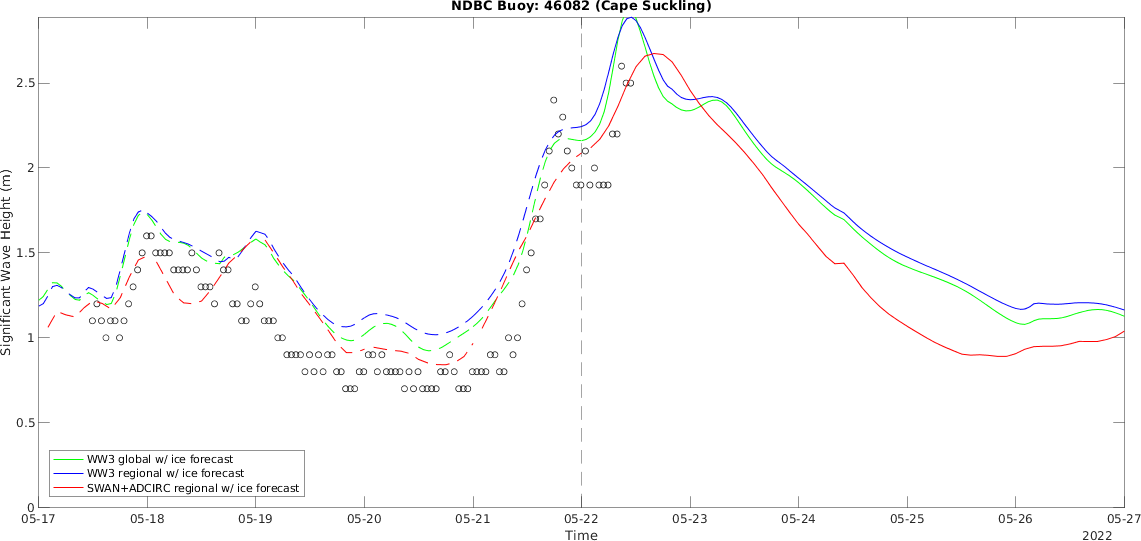 NDBC Buoy: 46082 (Cape Suckling)
Significant Wave Height (m)
2.5
2
1.5
1
0.5
0
WW3 global w/ ice forecast
WW3 regional w/ ice forecast
SWAN+ADCIRC regional w/ ice forecast
05-17 05-18 05-19 05-20 05-21 05-22 05-23 05-24 05-25 05-26 05-27
Time
2022